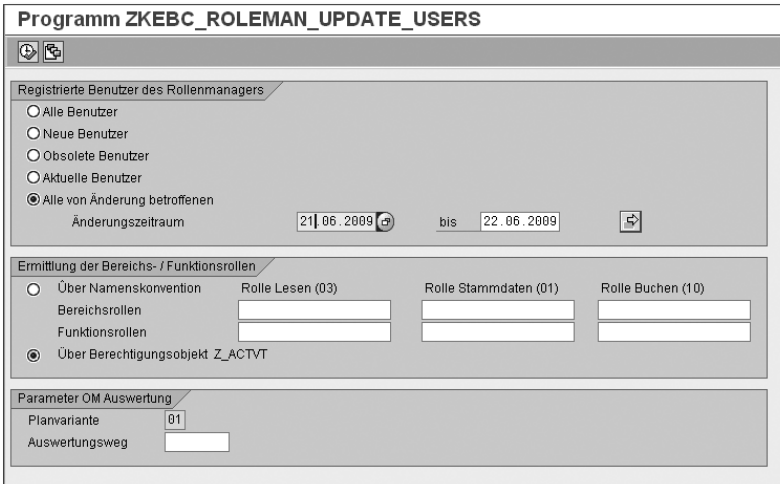 Programm ZKEBC_ROLEMAN_UPDATE_USERS
Registrierte Benutzer des Rollenmanagers
Alle Benutzer
Neue Benutzer
Obsolete Benutzer
Aktuelle Benutzer
Alle von Änderung betroffenen
Änderungszeitraum 21.06.2009 bis 22.06.2009
Ermittlung der Bereichs- / Funktionsrollen
Über Namenskonvention Rolle Lesen (03) Rolle Stammdaten (01) Rolle Buchen (10)
Bereichsrollen
Funktionsrollen
Über Berechtigungsobjekt Z_ACTVT
Parameter OM Auswertung
Planvariante 01
Auswertungsweg